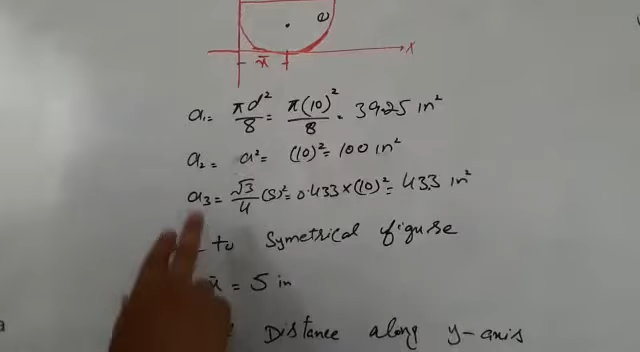 e
x
x̄
a₁ = πd²/8 = π(10)²/8 = 39.25 in²
a₂ = a² = (10)² = 100 in²
a₃ = √3/4 (S)² = 0.433 × (10)² = 43.3 in²
to Symetrical figure
x̄ = 5 in
Distance along y-axis